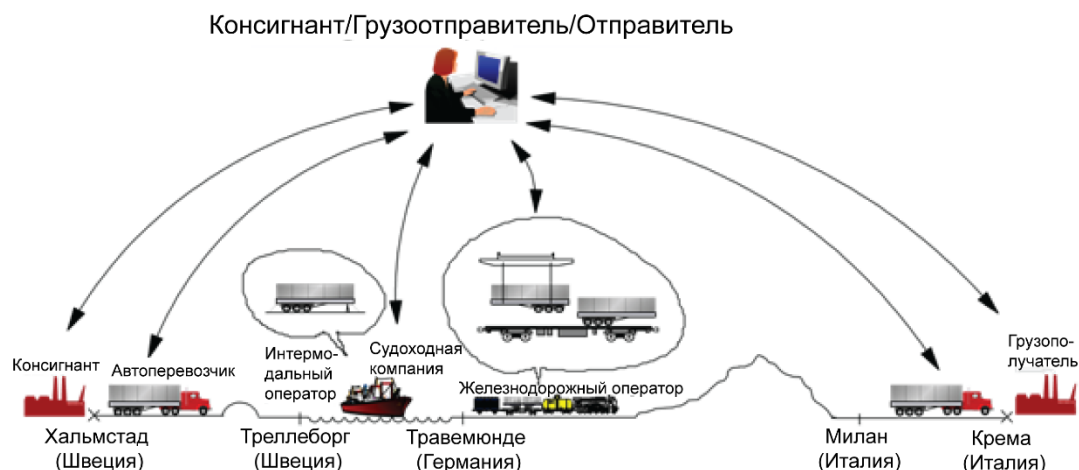 Консигнант/Грузоотправитель/Отправитель
Консигнант
Автоперевозчик
Интермо-
дальный
оператор
Судоходная
компания
Железнодорожный оператор
Грузопо-
лучатель
Хальмстад
(Швеция)
Треллеборг
(Швеция)
Травемюнде
(Германия)
Милан
(Италия)
Крема
(Италия)